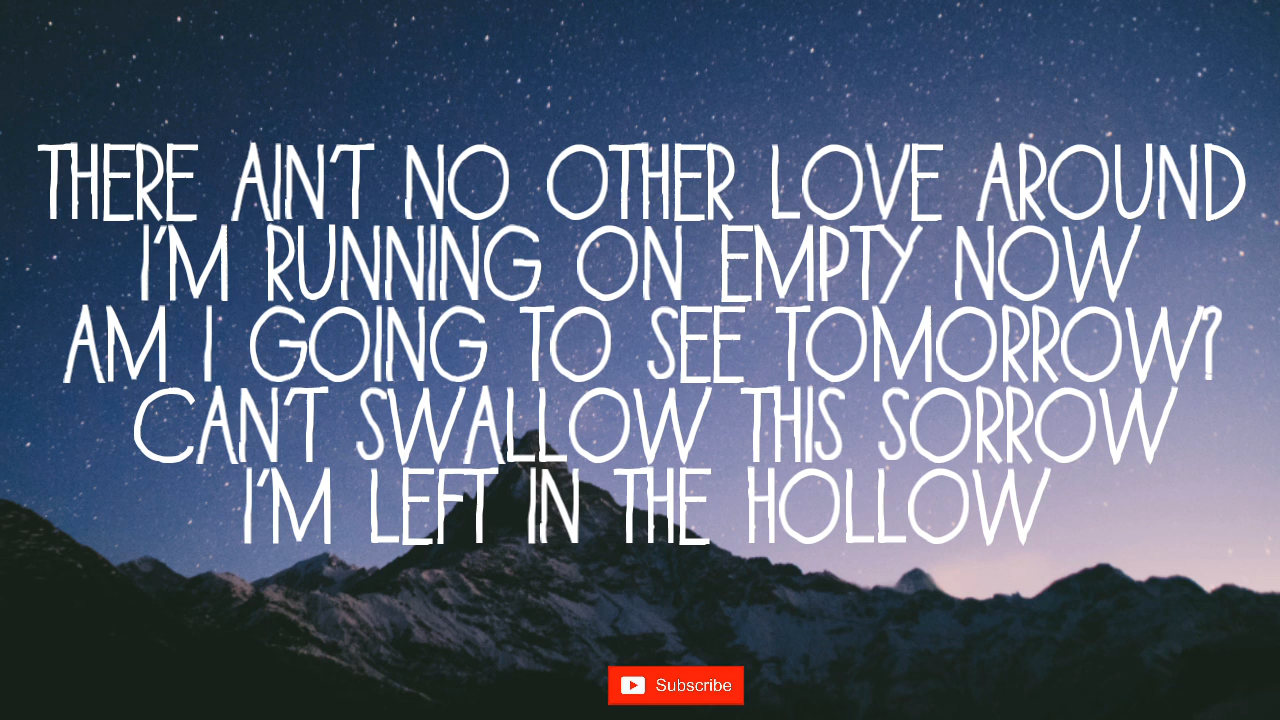 THERE AIN'T NO OTHER LOVE AROUND
I'M RUNNING ON EMPTY NOW
AM I GOING TO SEE TOMORROW?
CAN'T SWALLOW THIS SORROW
I'M LEFT IN THE HOLLOW
Subscribe